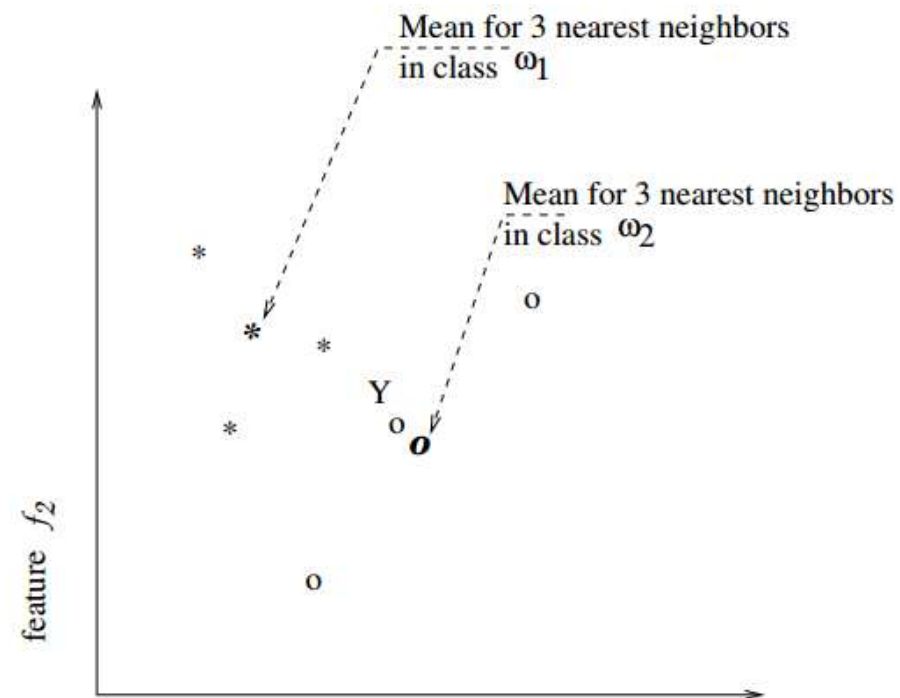 Mean for 3 nearest neighbors
in class ω1
Mean for 3 nearest neighbors
in class ω2
*
o
*
*
Y
*
o
o
o
feature f2